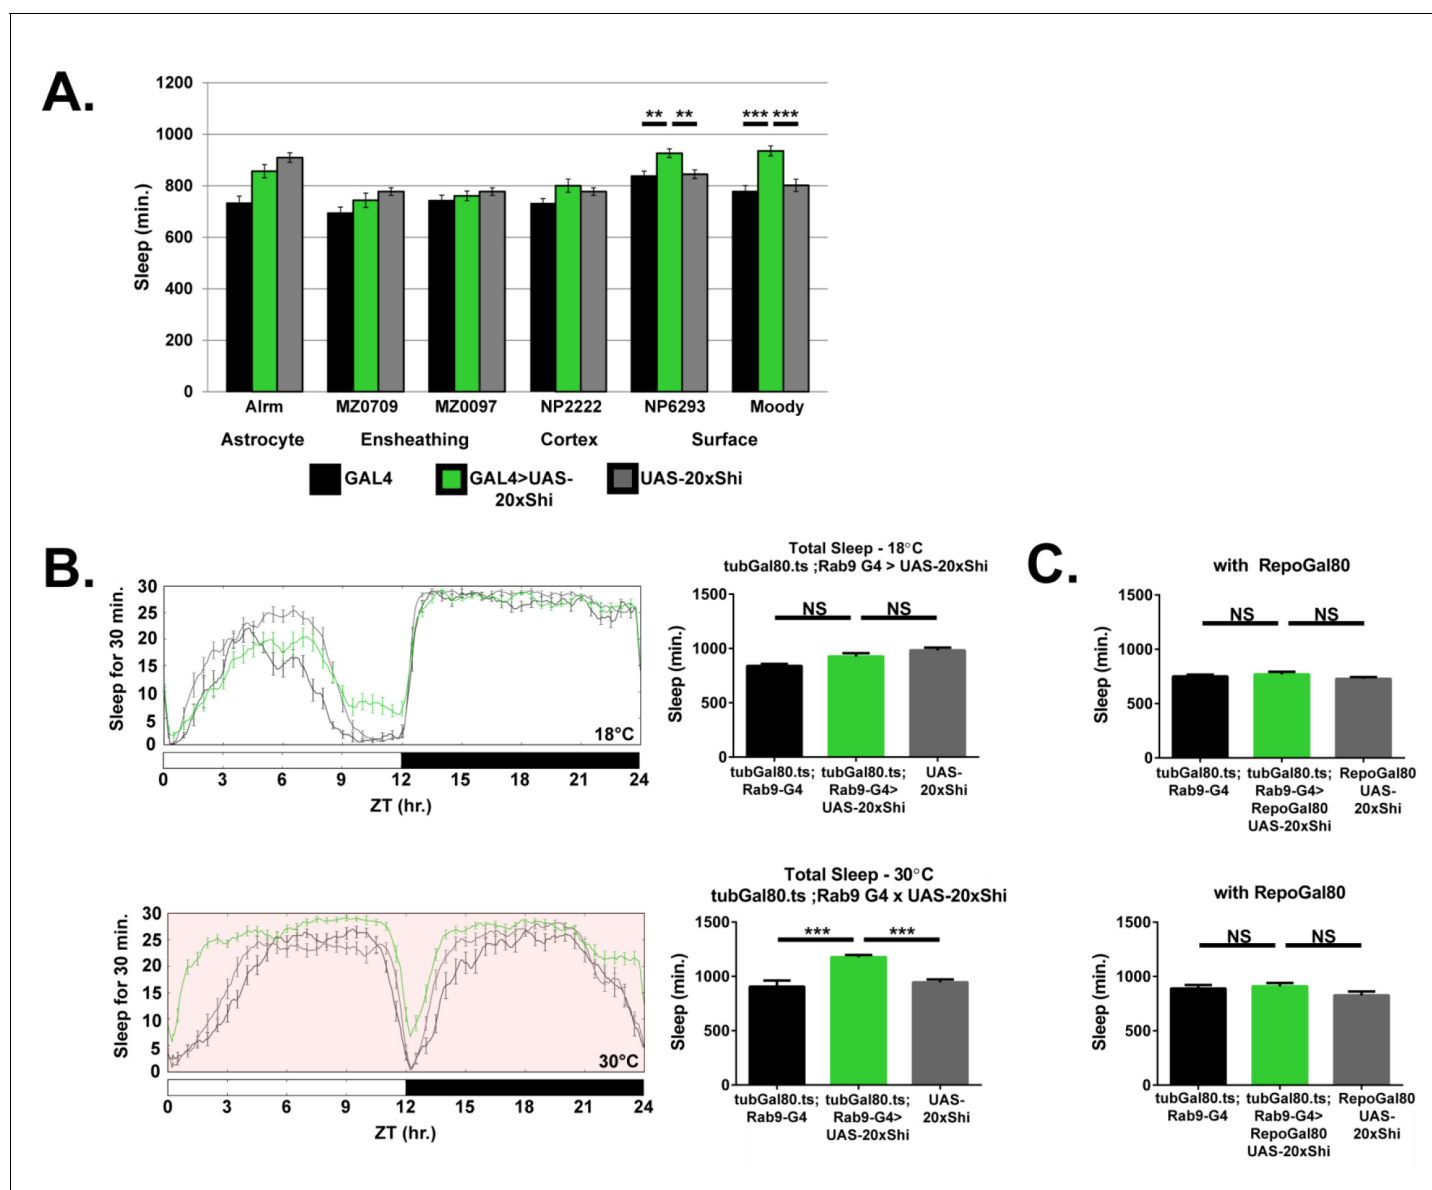 A.
1200
1000
800
600
400
200
0
Sleep (min.)
** **
*** ***
Alrm MZ0709 MZ0097 NP2222 NP6293 Moody
Astrocyte Ensheathing Cortex Surface
GAL4 GAL4>UAS- UAS-20xShi
20xShi
B.
30
25
20
15
10
5
0
Sleep for 30 min.
18°C
0 3 6 9 12 15 18 21 24
ZT (hr.)
Total Sleep - 18°C
tubGal80.ts ;Rab9 G4 > UAS-20xShi
1500
1000
500
0
Sleep (min.)
NS NS
tubGal80.ts; tubGal80.ts; UAS-
Rab9-G4 Rab9-G4> 20xShi
UAS-20xShi
C.
with RepoGal80
1500
1000
500
0
Sleep (min.)
NS NS
tubGal80.ts; tubGal80.ts; RepoGal80
Rab9-G4 Rab9-G4> UAS-
RepoGal80 20xShi
UAS-20xShi
30
25
20
15
10
5
0
Sleep for 30 min.
30°C
0 3 6 9 12 15 18 21 24
ZT (hr.)
Total Sleep - 30°C
tubGal80.ts ;Rab9 G4 x UAS-20xShi
1500
1000
500
0
Sleep (min.)
*** ***
tubGal80.ts; tubGal80.ts; UAS-
Rab9-G4 Rab9-G4> 20xShi
UAS-20xShi
with RepoGal80
1500
1000
500
0
Sleep (min.)
NS NS
tubGal80.ts; tubGal80.ts; RepoGal80
Rab9-G4 Rab9-G4> UAS-
RepoGal80 20xShi
UAS-20xShi